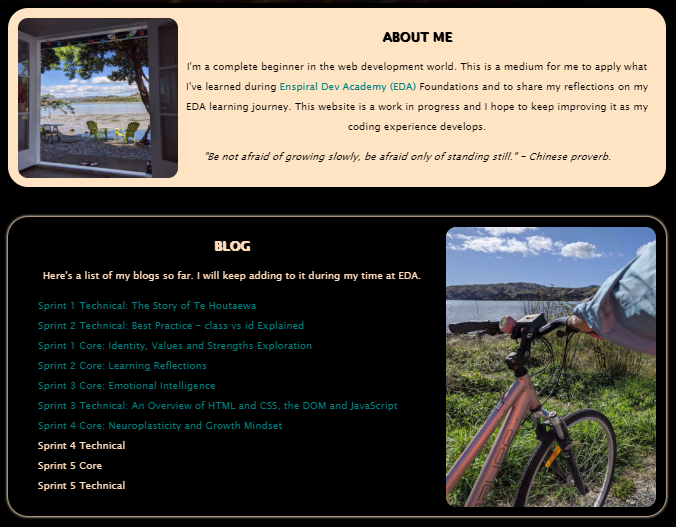 ABOUT ME
I'm a complete beginner in the web development world. This is a medium for me to apply what
I've learned during Enspiral Dev Academy (EDA) Foundations and to share my reflections on my
EDA learning journey. This website is a work in progress and I hope to keep improving it as my
coding experience develops.
"Be not afraid of growing slowly, be afraid only of standing still." – Chinese proverb.
BLOG
Here's a list of my blogs so far. I will keep adding to it during my time at EDA.
Sprint 1 Technical: The Story of Te Houtaewa
Sprint 2 Technical: Best Practice – class vs id Explained
Sprint 1 Core: Identity, Values and Strengths Exploration
Sprint 2 Core: Learning Reflections
Sprint 3 Core: Emotional Intelligence
Sprint 3 Technical: An Overview of HTML and CSS, the DOM and JavaScript
Sprint 4 Core: Neuroplasticity and Growth Mindset
Sprint 4 Technical
Sprint 5 Core
Sprint 5 Technical